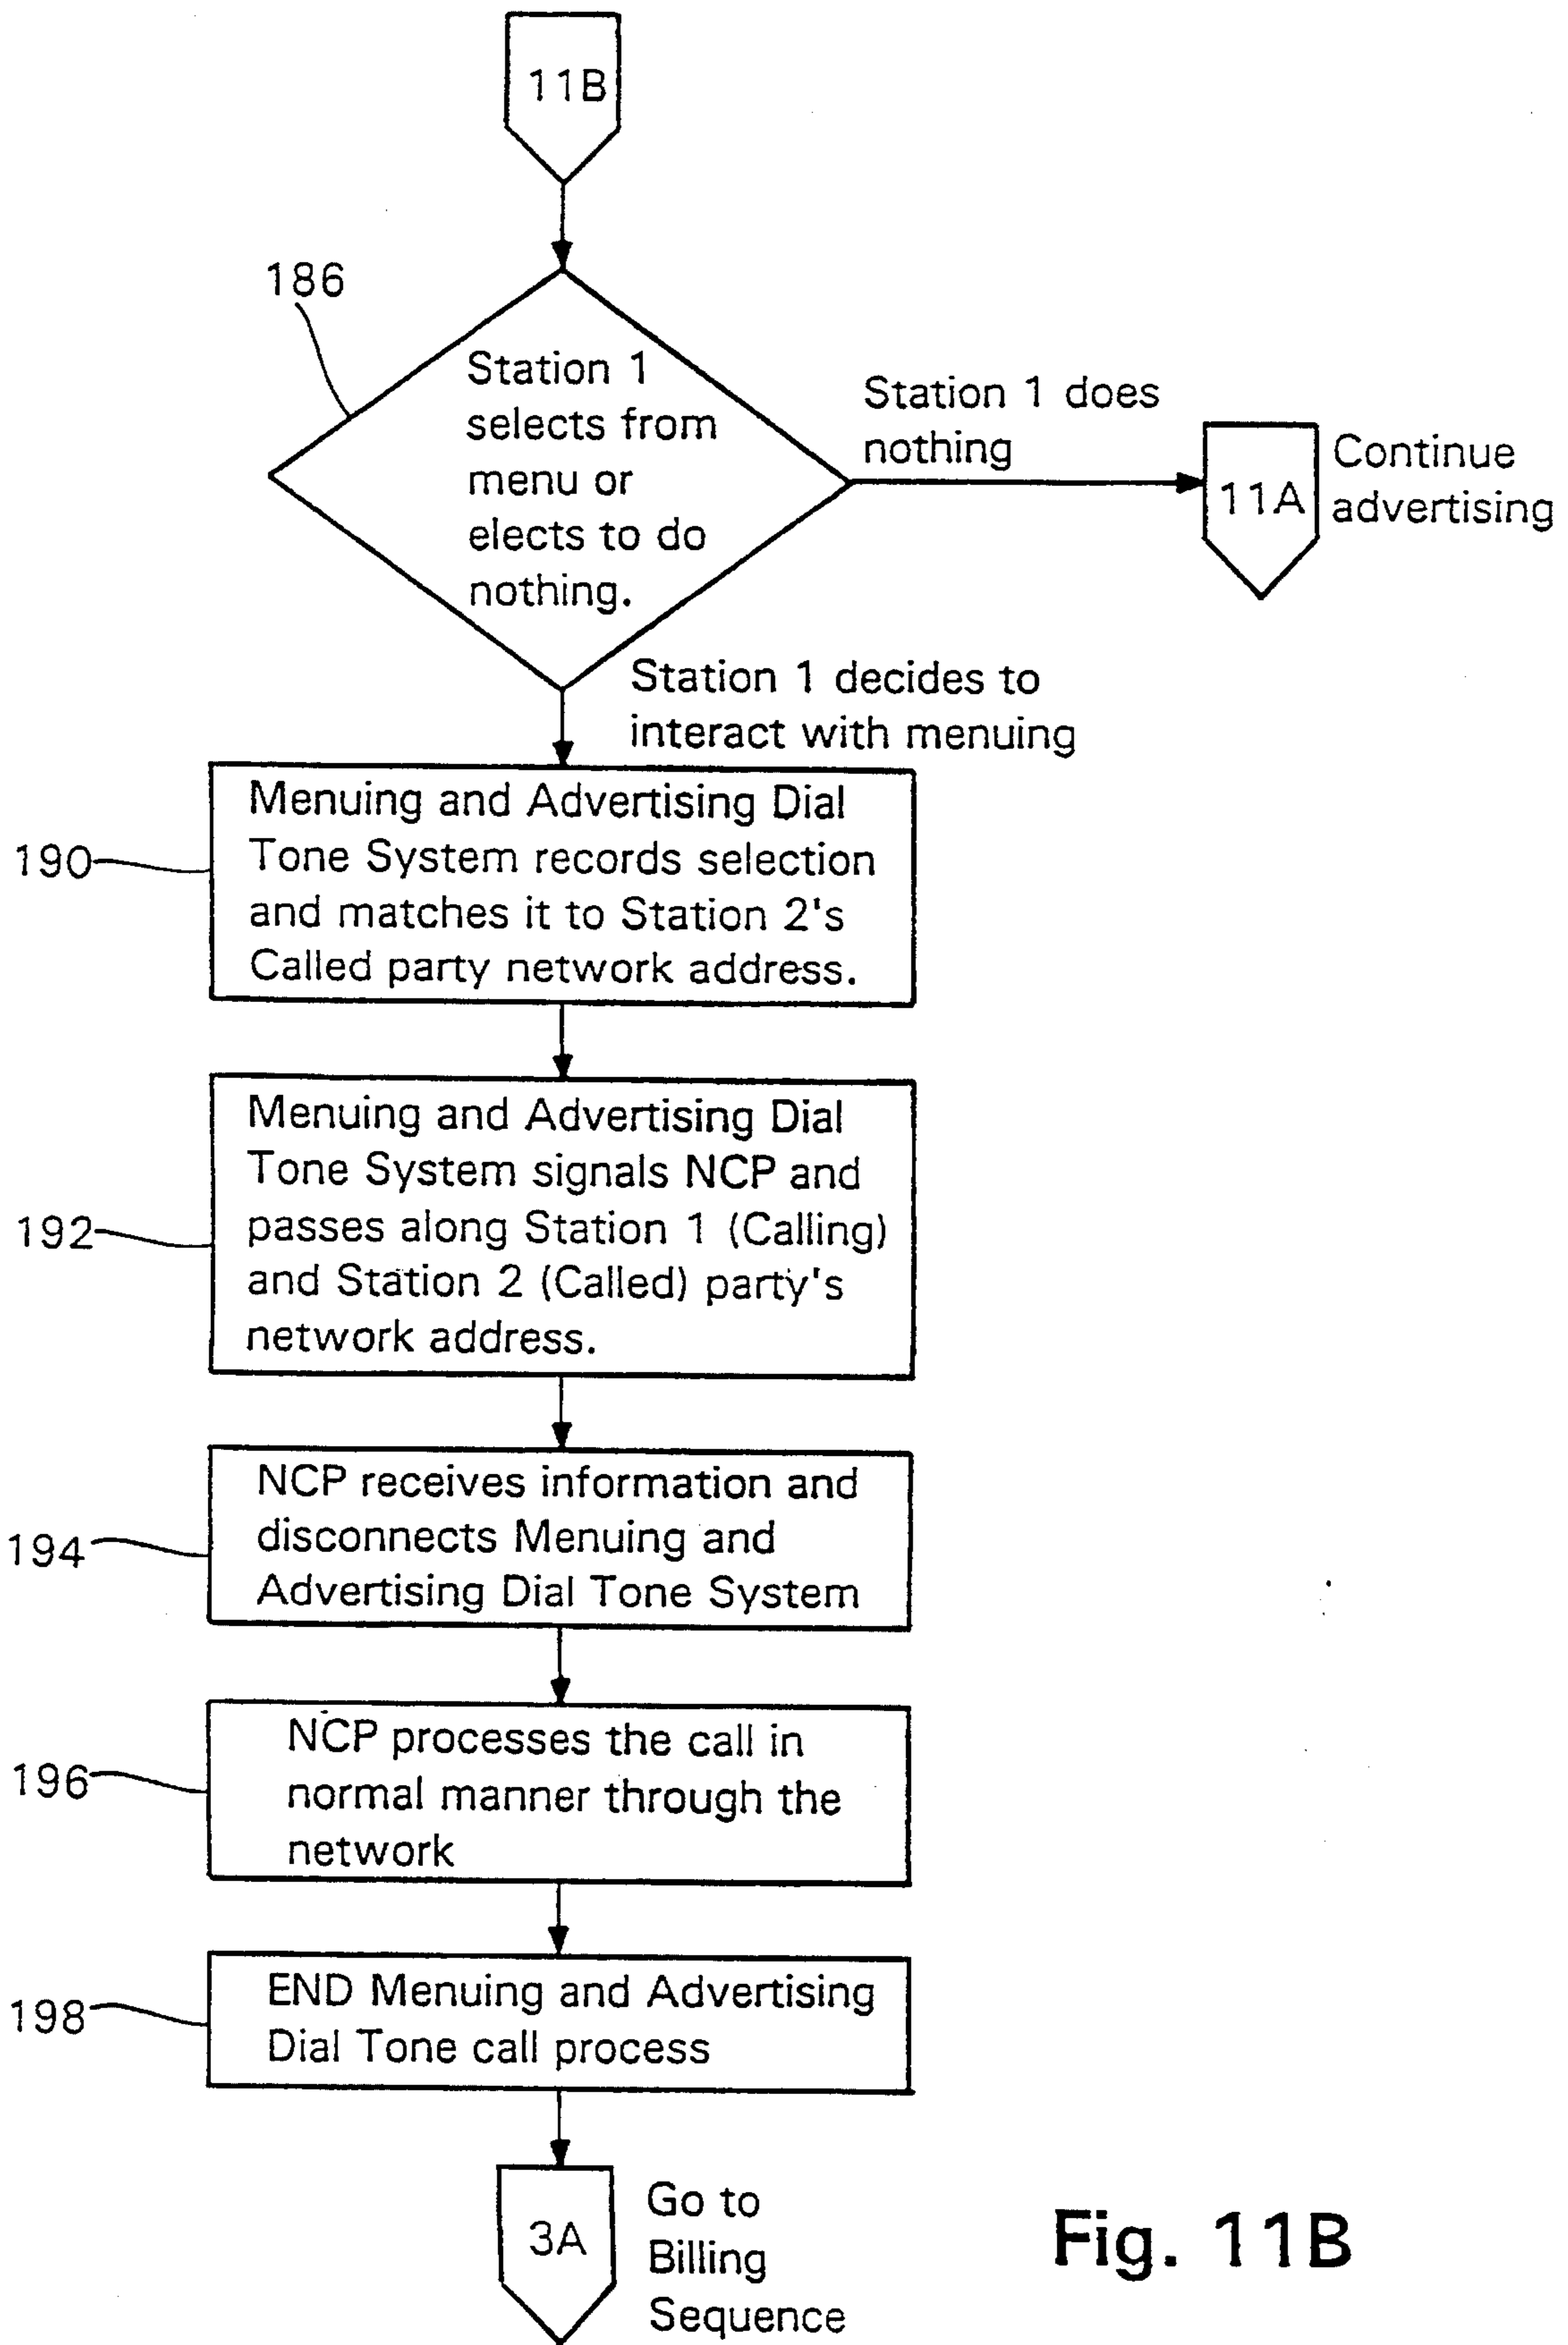 11B
186
Station 1
selects from
menu or
elects to do
nothing.
Station 1 does
nothing
11A
Continue
advertising
Station 1 decides to
interact with menuing
190
Menuing and Advertising Dial
Tone System records selection
and matches it to Station 2's
Called party network address.
192
Menuing and Advertising Dial
Tone System signals NCP and
passes along Station 1 (Calling)
and Station 2 (Called) party's
network address.
194
NCP receives information and
disconnects Menuing and
Advertising Dial Tone System
196
NCP processes the call in
normal manner through the
network
198
END Menuing and Advertising
Dial Tone call process
3A
Go to
Billing
Sequence
Fig. 11B